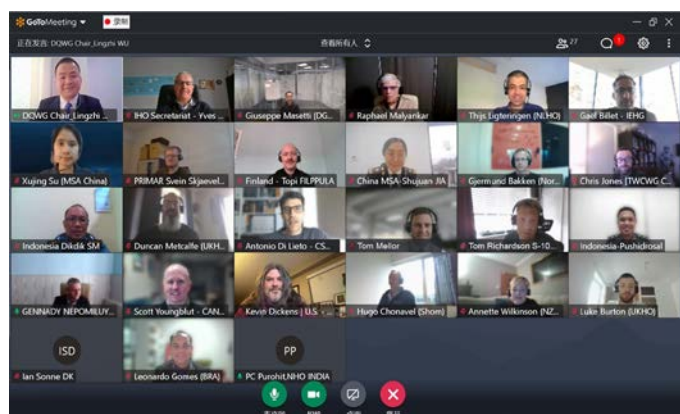 GoToMeeting
录制
正在发言: DQWG Chair_Lingzhi WU
查看所有人
27
1
DQWG Chair_Lingzhi ...
IHO Secretariat - Yves ...
Giuseppe Masetti [DG...
Raphael Malyankar
Thijs Ligteringen (NLHO)
Gael Billet - IEHG
Xujing Su (MSA China)
PRIMAR Svein Skjaevel...
Finland - Topi FILPPULA
China MSA-Shujuan JIA
Gjermund Bakken (Nor...
Chris Jones [TWCWG C...
Indonesia Dikdik SM
Duncan Metcalfe (UKH...
Antonio Di Lieto - CS...
Tom Mellor
Tom Richardson S-10...
Indonesia-Pushidrosal
GENNADY NEPOMILUY...
Scott Youngblut - CAN...
Kevin Dickens | U.S. - ...
Hugo Chonavel (Shom)
Annette Wilkinson (NZ...
Luke Burton (UKHO)
ISD
Ian Sonne DK
Leonardo Gomes (BRA)
PP
PC Purohit,NHO INDIA